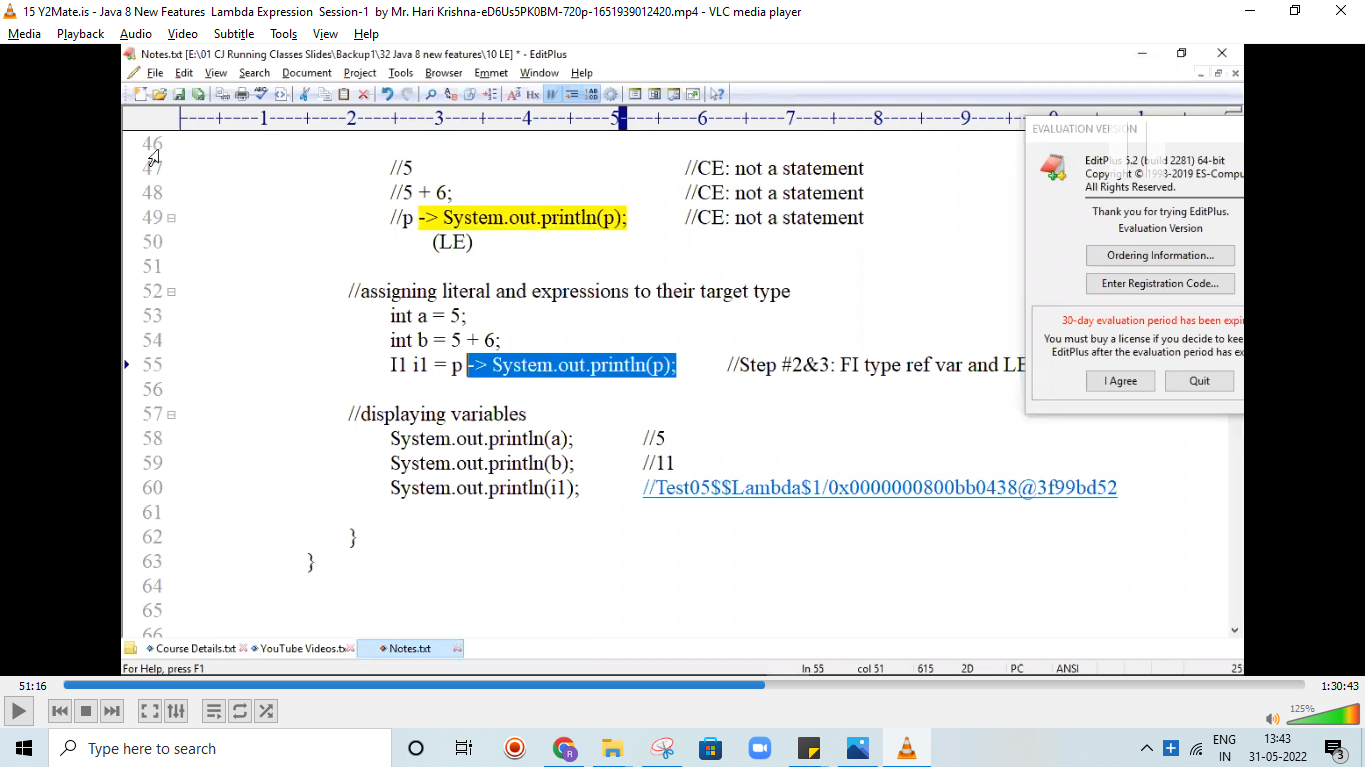 15 Y2Mate.is - Java 8 New Features Lambda Expression Session-1 by Mr. Hari Krishna-eD6Us5PK0BM-720p-1651939012420.mp4 - VLC media player
Media Playback Audio Video Subtitle Tools View Help
Notes.txt [E:\01 CJ Running Classes Slides\Backup1\32 Java 8 new features\10 LE] * - EditPlus
File Edit View Search Document Project Tools Browser Emmet Window Help
----+----1----+----2----+----3----+----4----+----5----+----6----+----7----+----8----+----9----+
EVALUATION VERSION
46
47 //5 //CE: not a statement
48 //5 + 6; //CE: not a statement
49 //p -> System.out.println(p); //CE: not a statement
50 (LE)
51
52 //assigning literal and expressions to their target type
53 int a = 5;
54 int b = 5 + 6;
55 I1 i1 = p -> System.out.println(p); //Step #2&3: FI type ref var and LE
56
57 //displaying variables
58 System.out.println(a); //5
59 System.out.println(b); //11
60 System.out.println(i1); //Test05$$Lambda$1/0x0000000800bb0438@3f99bd52
61
62 }
63 }
64
65
66
EditPlus 5.2 (build 2281) 64-bit
Copyright © 1998-2019 ES-Compu
All Rights Reserved.
Thank you for trying EditPlus.
Evaluation Version
Ordering Information...
Enter Registration Code...
30-day evaluation period has been expi
You must buy a license if you decide to kee
EditPlus after the evaluation period has ex
I Agree Quit
Course Details.txt YouTube Videos.tx Notes.txt
For Help, press F1 ln 55 col 51 615 2D PC ANSI 25
51:16 1:30:43
125%
Type here to search
ENG
IN
13:43
31-05-2022
3